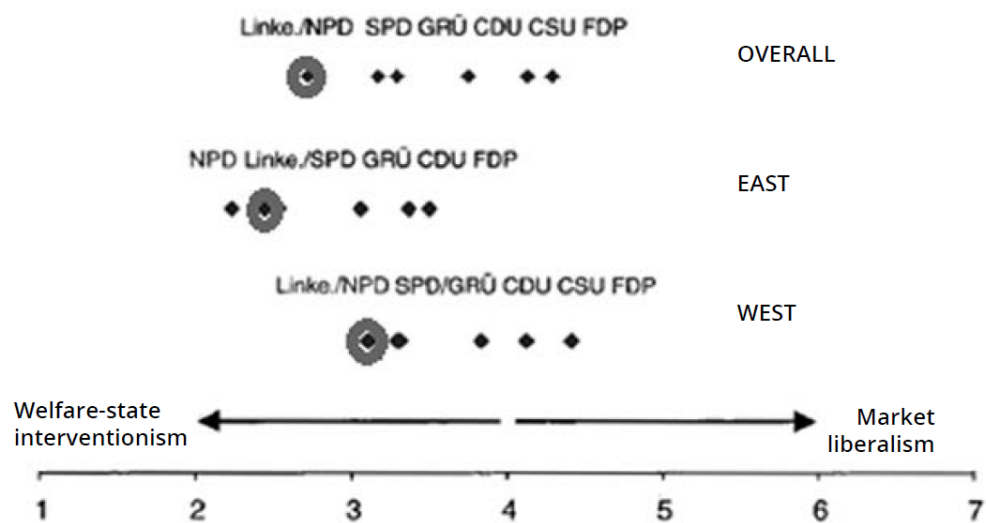 Linke./NPD SPD GRÜ CDU CSU FDP
OVERALL
NPD Linke./SPD GRÜ CDU FDP
EAST
Linke./NPD SPD/GRÜ CDU CSU FDP
WEST
Welfare-state
interventionism
Market
liberalism
1 2 3 4 5 6 7